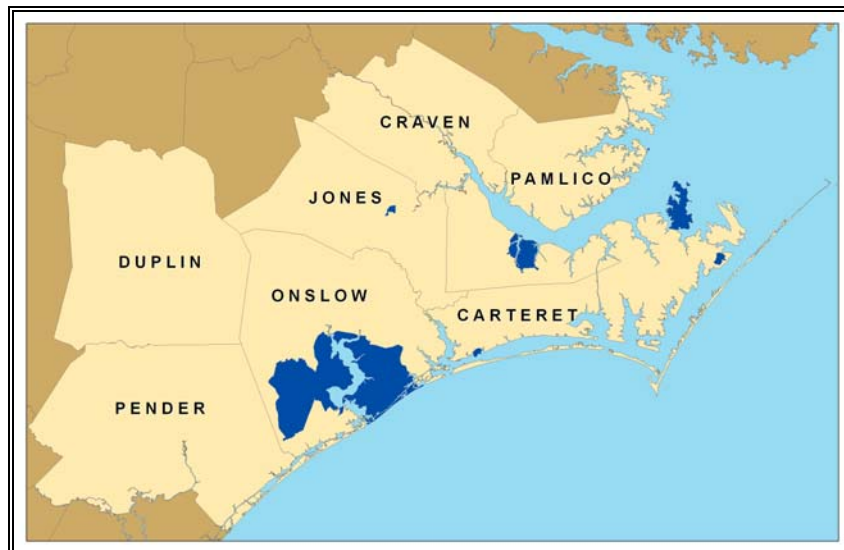 CRAVEN
PAMLICO
JONES
DUPLIN
ONSLOW
CARTERET
PENDER